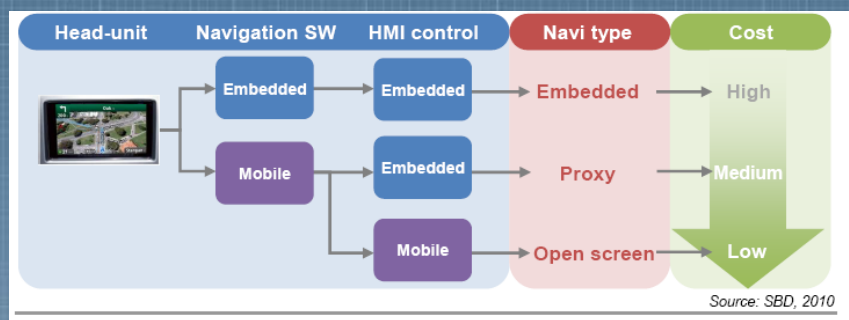 Head-unit Navigation SW HMI control Navi type Cost
Embedded Embedded Embedded High
Mobile Embedded Proxy Medium
Mobile Open screen Low
Source: SBD, 2010